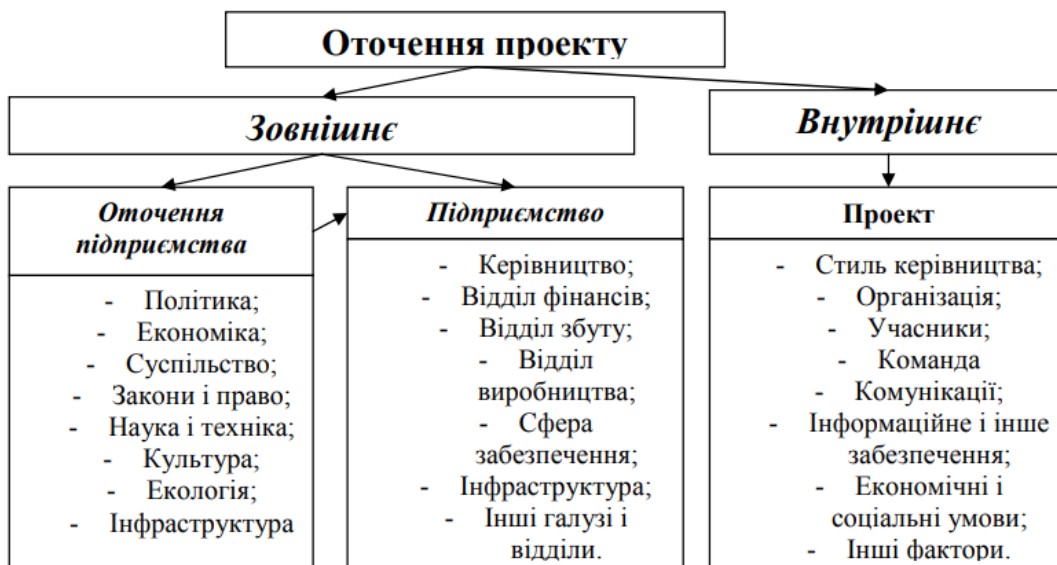 Оточення проекту
Зовнішнє
Внутрішнє
Оточення
підприємства
- Політика;
- Економіка;
- Суспільство;
- Закони і право;
- Наука і техніка;
- Культура;
- Екологія;
- Інфраструктура
Підприємство
- Керівництво;
- Відділ фінансів;
- Відділ збуту;
- Відділ
виробництва;
- Сфера
забезпечення;
- Інфраструктура;
- Інші галузі і
відділи.
Проект
- Стиль керівництва;
- Організація;
- Учасники;
- Команда
- Комунікації;
- Інформаційне і інше
забезпечення;
- Економічні і
соціальні умови;
- Інші фактори.